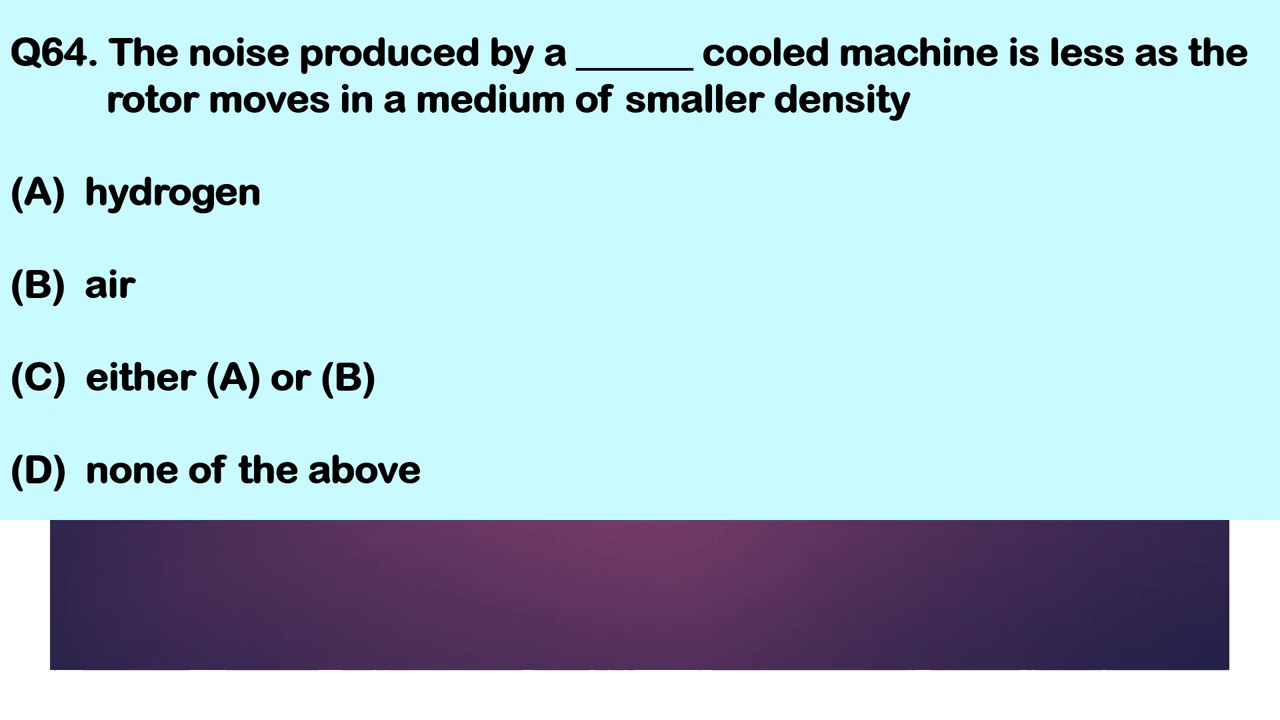 Q64. The noise produced by a ______ cooled machine is less as the
rotor moves in a medium of smaller density
(A) hydrogen
(B) air
(C) either (A) or (B)
(D) none of the above